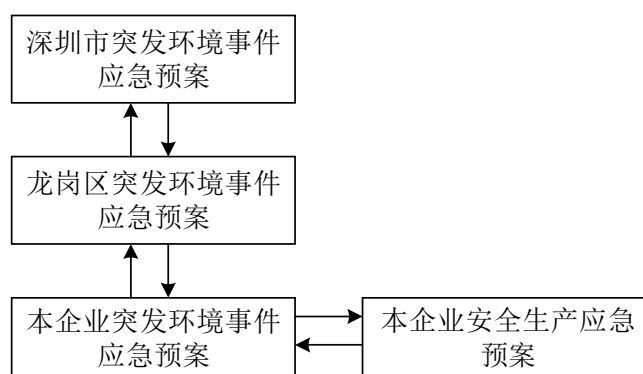 深圳市突发环境事件
应急预案
龙岗区突发环境事件
应急预案
本企业突发环境事件
应急预案
本企业安全生产应急
预案